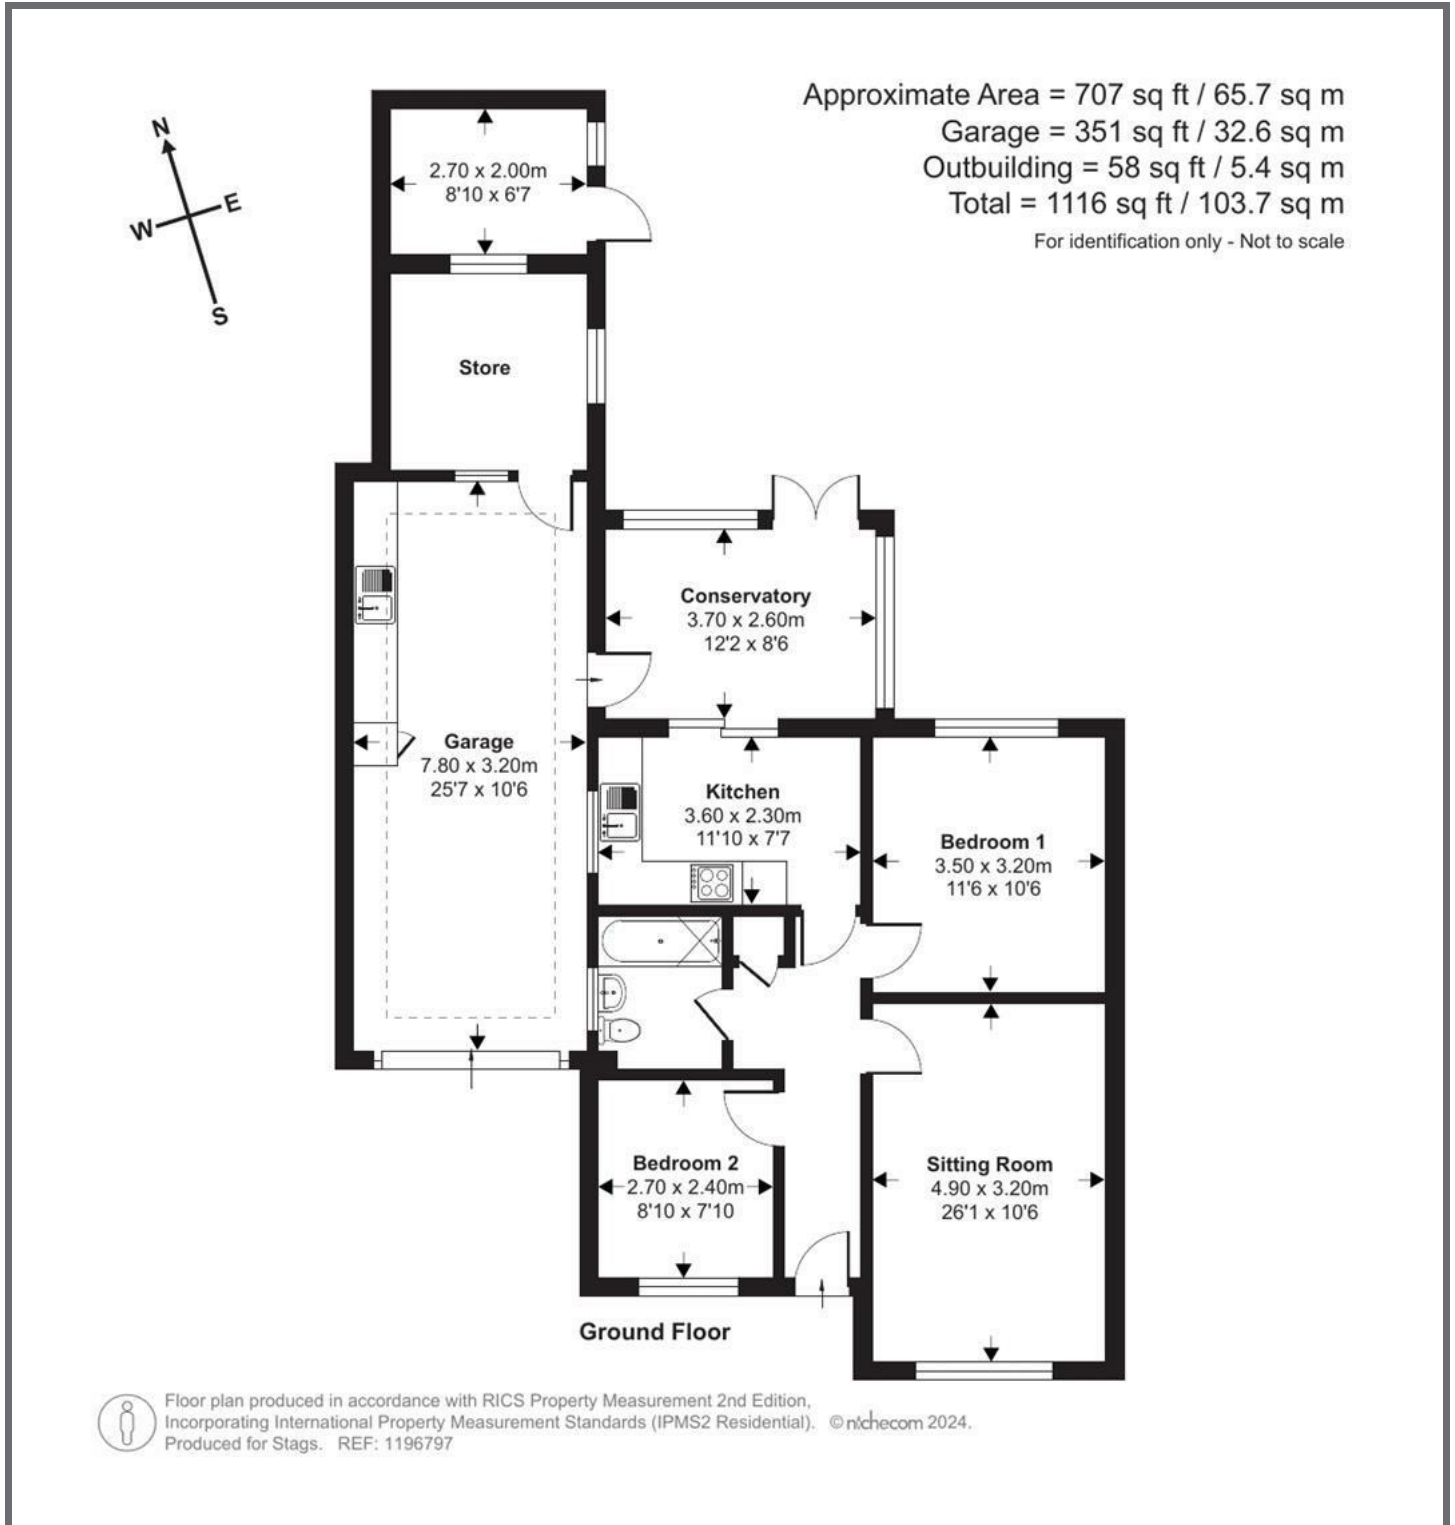 Approximate Area = 707 sq ft / 65.7 sq m
Garage = 351 sq ft / 32.6 sq m
Outbuilding = 58 sq ft / 5.4 sq m
Total = 1116 sq ft / 103.7 sq m
For identification only - Not to scale
N
W
E
S
2.70 x 2.00m
8'10 x 6'7
Store
Conservatory
3.70 x 2.60m
12'2 x 8'6
Garage
7.80 x 3.20m
25'7 x 10'6
Kitchen
3.60 x 2.30m
11'10 x 7'7
Bedroom 1
3.50 x 3.20m
11'6 x 10'6
Bedroom 2
2.70 x 2.40m
8'10 x 7'10
Sitting Room
4.90 x 3.20m
26'1 x 10'6
Ground Floor
Floor plan produced in accordance with RICS Property Measurement 2nd Edition,
Incorporating International Property Measurement Standards (IPMS2 Residential). © nichecom 2024.
Produced for Stags. REF: 1196797